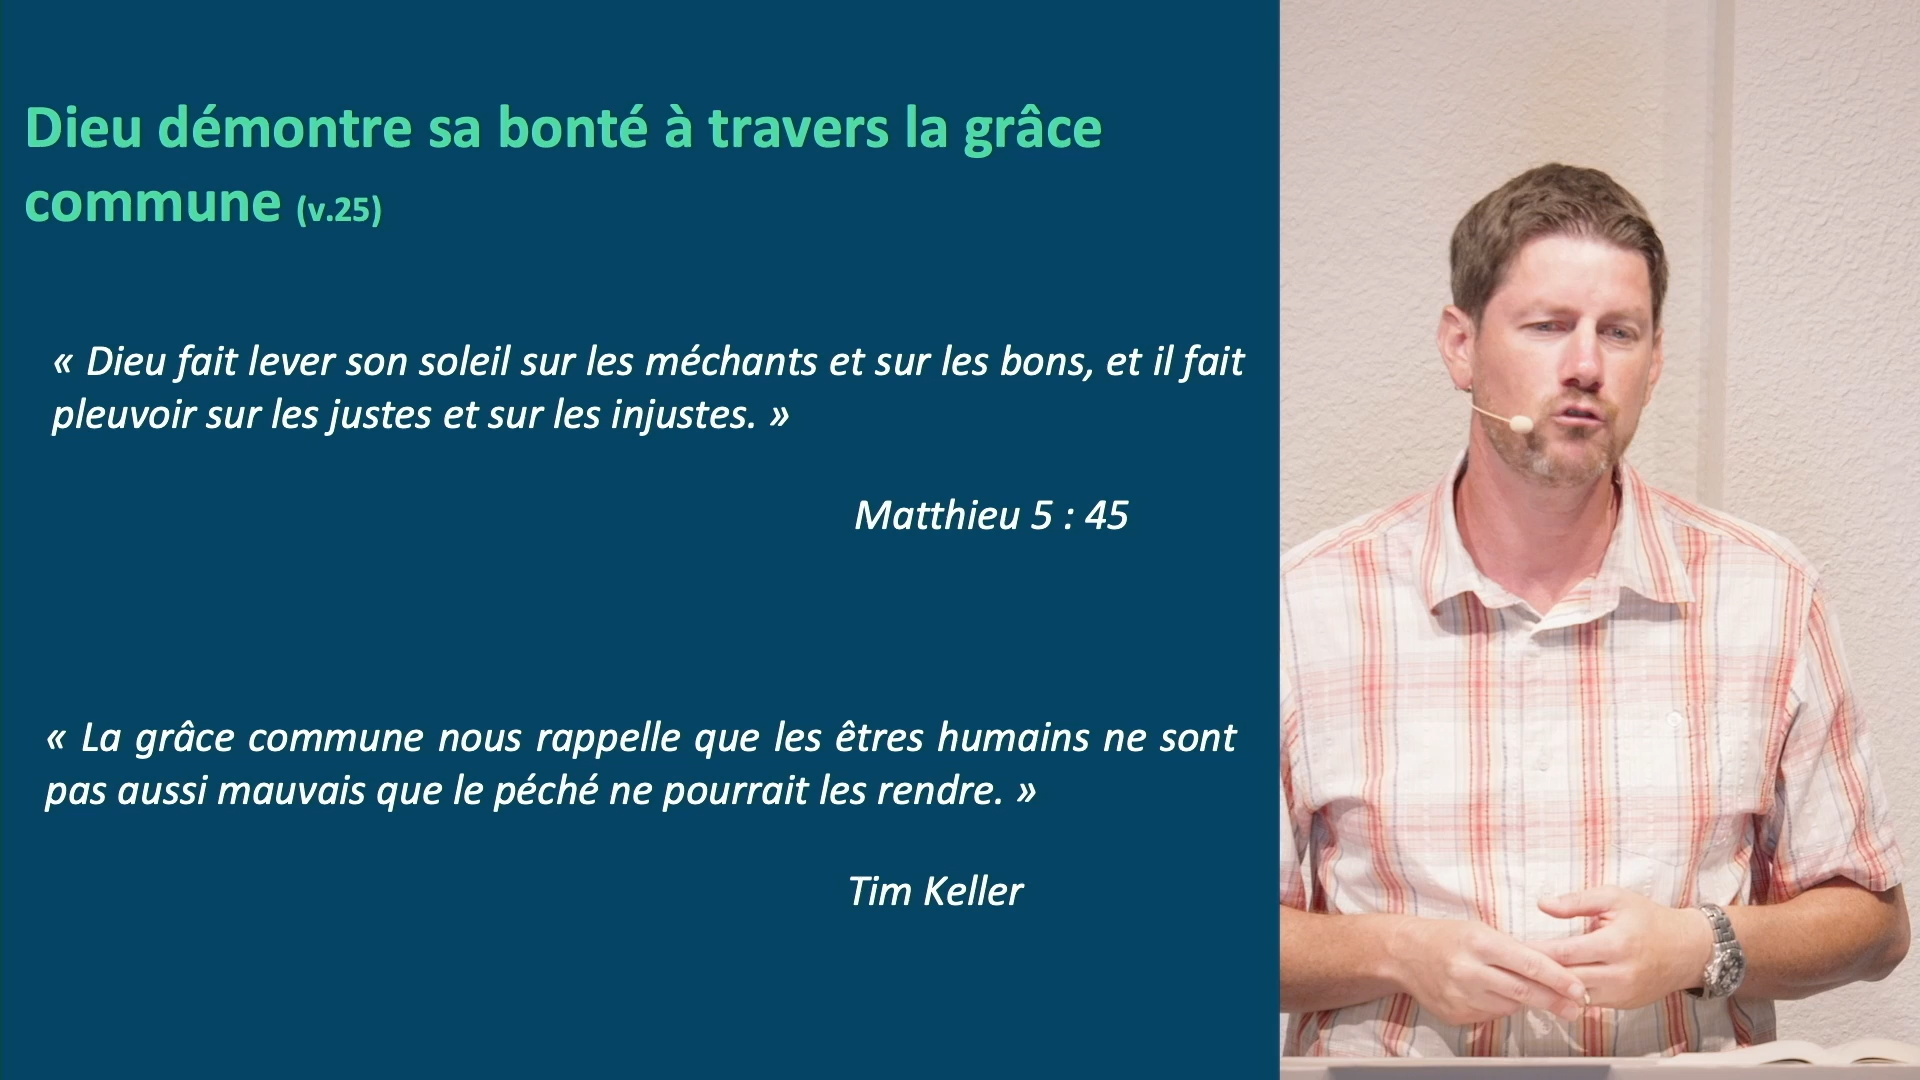 Dieu démontre sa bonté à travers la grâce
commune (v.25)
« Dieu fait lever son soleil sur les méchants et sur les bons, et il fait
pleuvoir sur les justes et sur les injustes. »
Matthieu 5 : 45
« La grâce commune nous rappelle que les êtres humains ne sont
pas aussi mauvais que le péché ne pourrait les rendre. »
Tim Keller